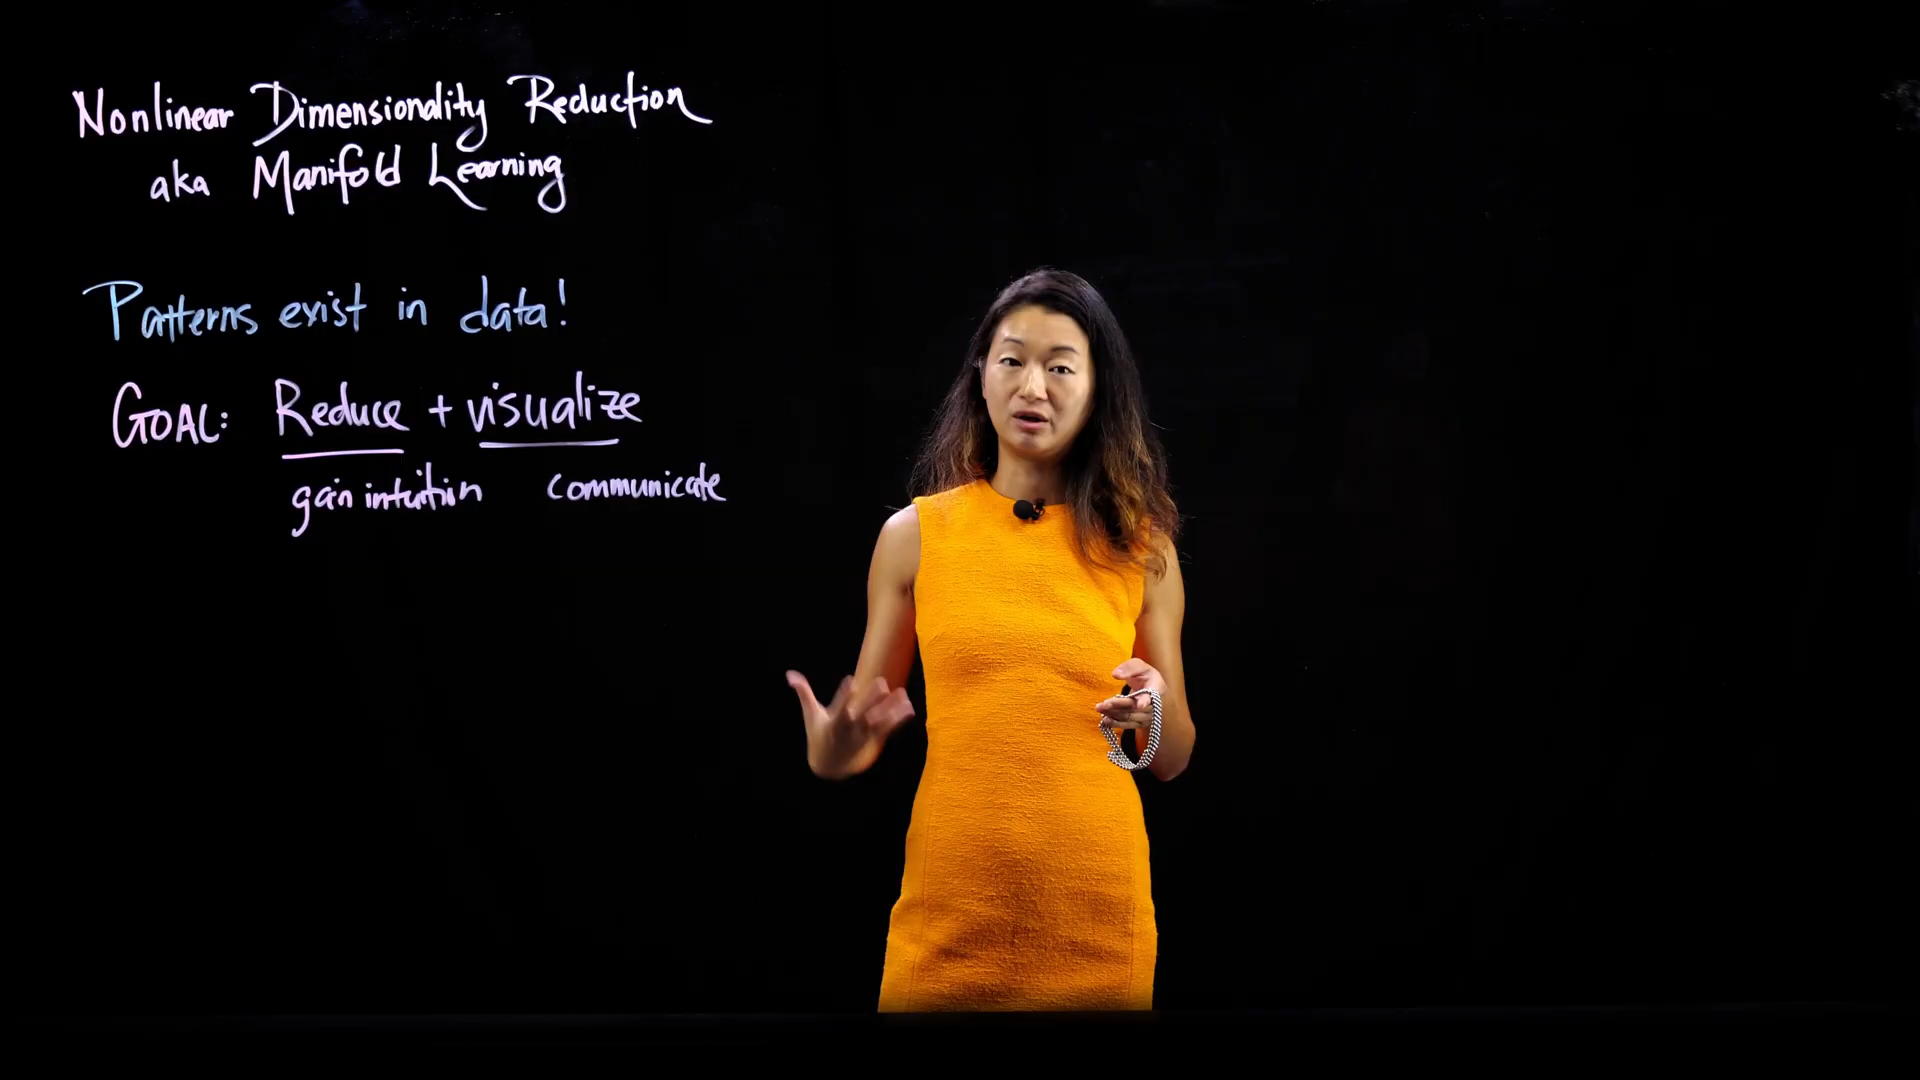 Nonlinear Dimensionality Reduction
aka Manifold Learning
Patterns exist in data!
GOAL: Reduce + visualize
gain intuition communicate